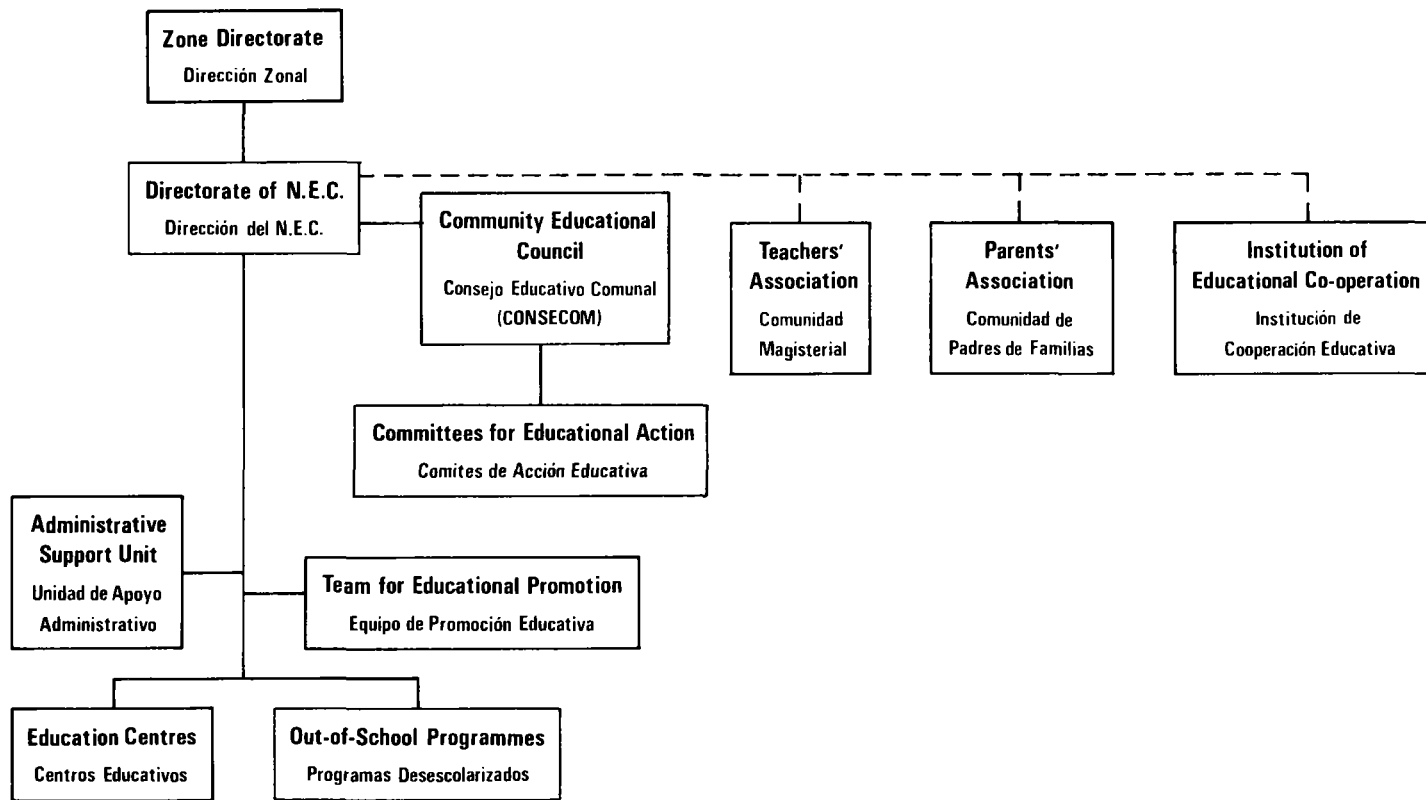 Zone Directorate
Dirección Zonal
Directorate of N.E.C.
Dirección del N.E.C.
Community Educational
Council
Consejo Educativo Comunal
(CONSECOM)
Teachers'
Association
Comunidad
Magisterial
Parents'
Association
Comunidad de
Padres de Familias
Institution of
Educational Co-operation
Institución de
Cooperación Educativa
Committees for Educational Action
Comites de Acción Educativa
Administrative
Support Unit
Unidad de Apoyo
Administrativo
Team for Educational Promotion
Equipo de Promoción Educativa
Education Centres
Centros Educativos
Out-of-School Programmes
Programas Desescolarizados